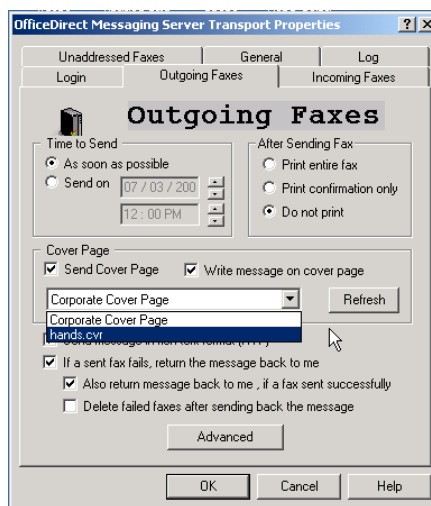 OfficeDirect Messaging Server Transport Properties
Unaddressed Faxes General Log
Login Outgoing Faxes Incoming Faxes
Outgoing Faxes
Time to Send
As soon as possible
Send on 07 / 03 / 200
12 : 00 PM
After Sending Fax
Print entire fax
Print confirmation only
Do not print
Cover Page
Send Cover Page Write message on cover page
Corporate Cover Page Refresh
Corporate Cover Page
hands.cvr
If a sent fax fails, return the message back to me
Also return message back to me , if a fax sent successfully
Delete failed faxes after sending back the message
Advanced
OK Cancel Help